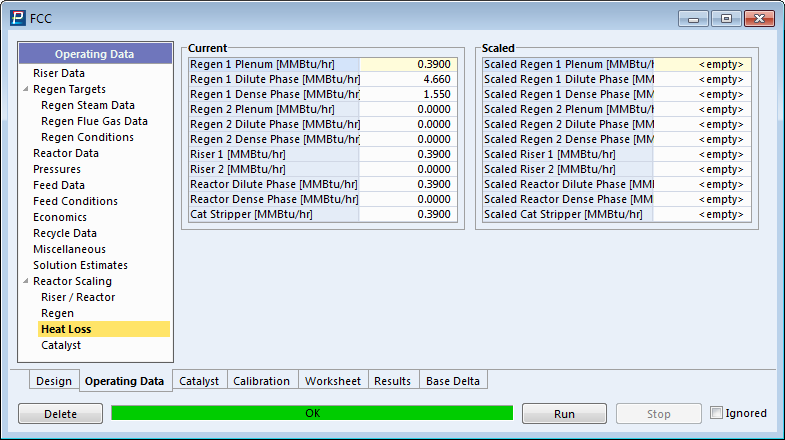 FCC
Operating Data
Riser Data
Regen Targets
Regen Steam Data
Regen Flue Gas Data
Regen Conditions
Reactor Data
Pressures
Feed Data
Feed Conditions
Economics
Recycle Data
Miscellaneous
Solution Estimates
Reactor Scaling
Riser / Reactor
Regen
Heat Loss
Catalyst
Current
Regen 1 Plenum [MMBtu/hr] 0.3900
Regen 1 Dilute Phase [MMBtu/hr] 4.660
Regen 1 Dense Phase [MMBtu/hr] 1.550
Regen 2 Plenum [MMBtu/hr] 0.0000
Regen 2 Dilute Phase [MMBtu/hr] 0.0000
Regen 2 Dense Phase [MMBtu/hr] 0.0000
Riser 1 [MMBtu/hr] 0.3900
Riser 2 [MMBtu/hr] 0.0000
Reactor Dilute Phase [MMBtu/hr] 0.3900
Reactor Dense Phase [MMBtu/hr] 0.0000
Cat Stripper [MMBtu/hr] 0.3900
Scaled
Scaled Regen 1 Plenum [MMBtu/h <empty>
Scaled Regen 1 Dilute Phase [MM <empty>
Scaled Regen 1 Dense Phase [MM <empty>
Scaled Regen 2 Plenum [MMBtu/h <empty>
Scaled Regen 2 Dilute Phase [MM <empty>
Scaled Regen 2 Dense Phase [MM <empty>
Scaled Riser 1 [MMBtu/hr] <empty>
Scaled Riser 2 [MMBtu/hr] <empty>
Scaled Reactor Dilute Phase [MMI <empty>
Scaled Reactor Dense Phase [MM <empty>
Scaled Cat Stripper [MMBtu/hr] <empty>
Design Operating Data Catalyst Calibration Worksheet Results Base Delta
Delete OK Run Stop Ignored